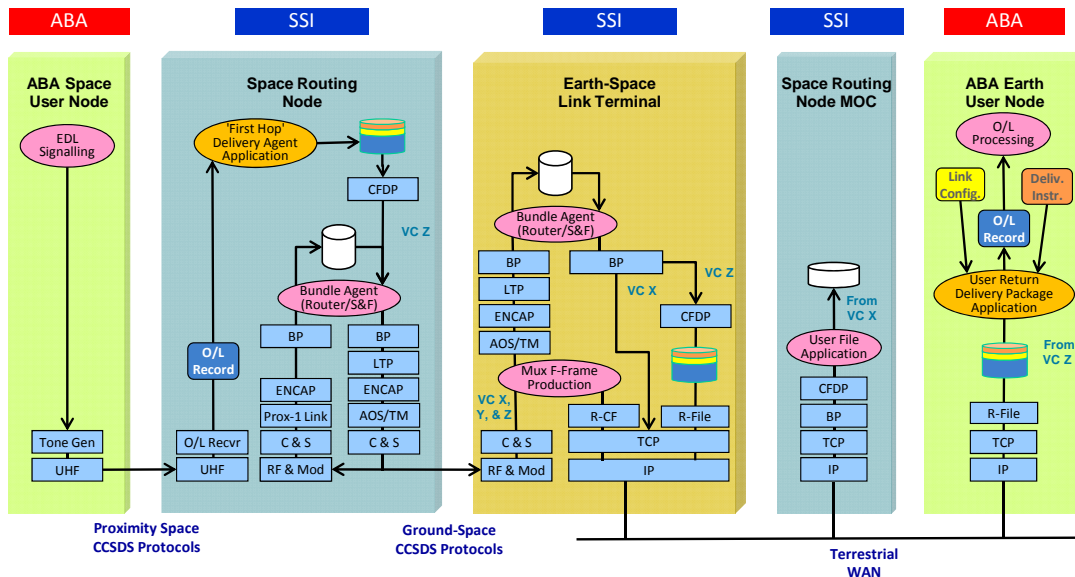 ABA
SSI
SSI
SSI
ABA
ABA Space
User Node
EDL
Signalling
Tone Gen
UHF
Space Routing
Node
'First Hop'
Delivery Agent
Application
CFDP
VC Z
Bundle Agent
(Router/S&F)
O/L
Record
O/L Recvr
UHF
BP
ENCAP
Prox-1 Link
C & S
RF & Mod
BP
LTP
ENCAP
AOS/TM
C & S
Earth-Space
Link Terminal
Bundle Agent
(Router/S&F)
BP
LTP
ENCAP
AOS/TM
BP
VC Z
VC X
CFDP
Mux F-Frame
Production
VC X,
Y, & Z
R-CF
R-File
C & S
TCP
RF & Mod
IP
Space Routing
Node MOC
From
VC X
User File
Application
CFDP
BP
TCP
IP
ABA Earth
User Node
O/L
Processing
Link
Config.
Deliv.
Instr.
O/L
Record
User Return
Delivery Package
Application
From
VC Z
R-File
TCP
IP
Proximity Space
CCSDS Protocols
Ground-Space
CCSDS Protocols
Terrestrial
WAN